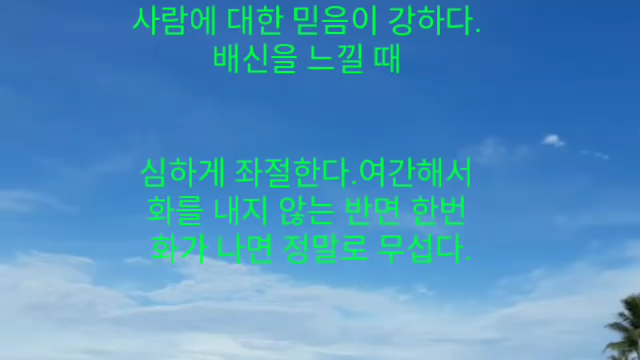 사람에 대한 믿음이 강하다.
배신을 느낄 때
심하게 좌절한다.여간해서
화를 내지 않는 반면 한번
화가 나면 정말로 무섭다.